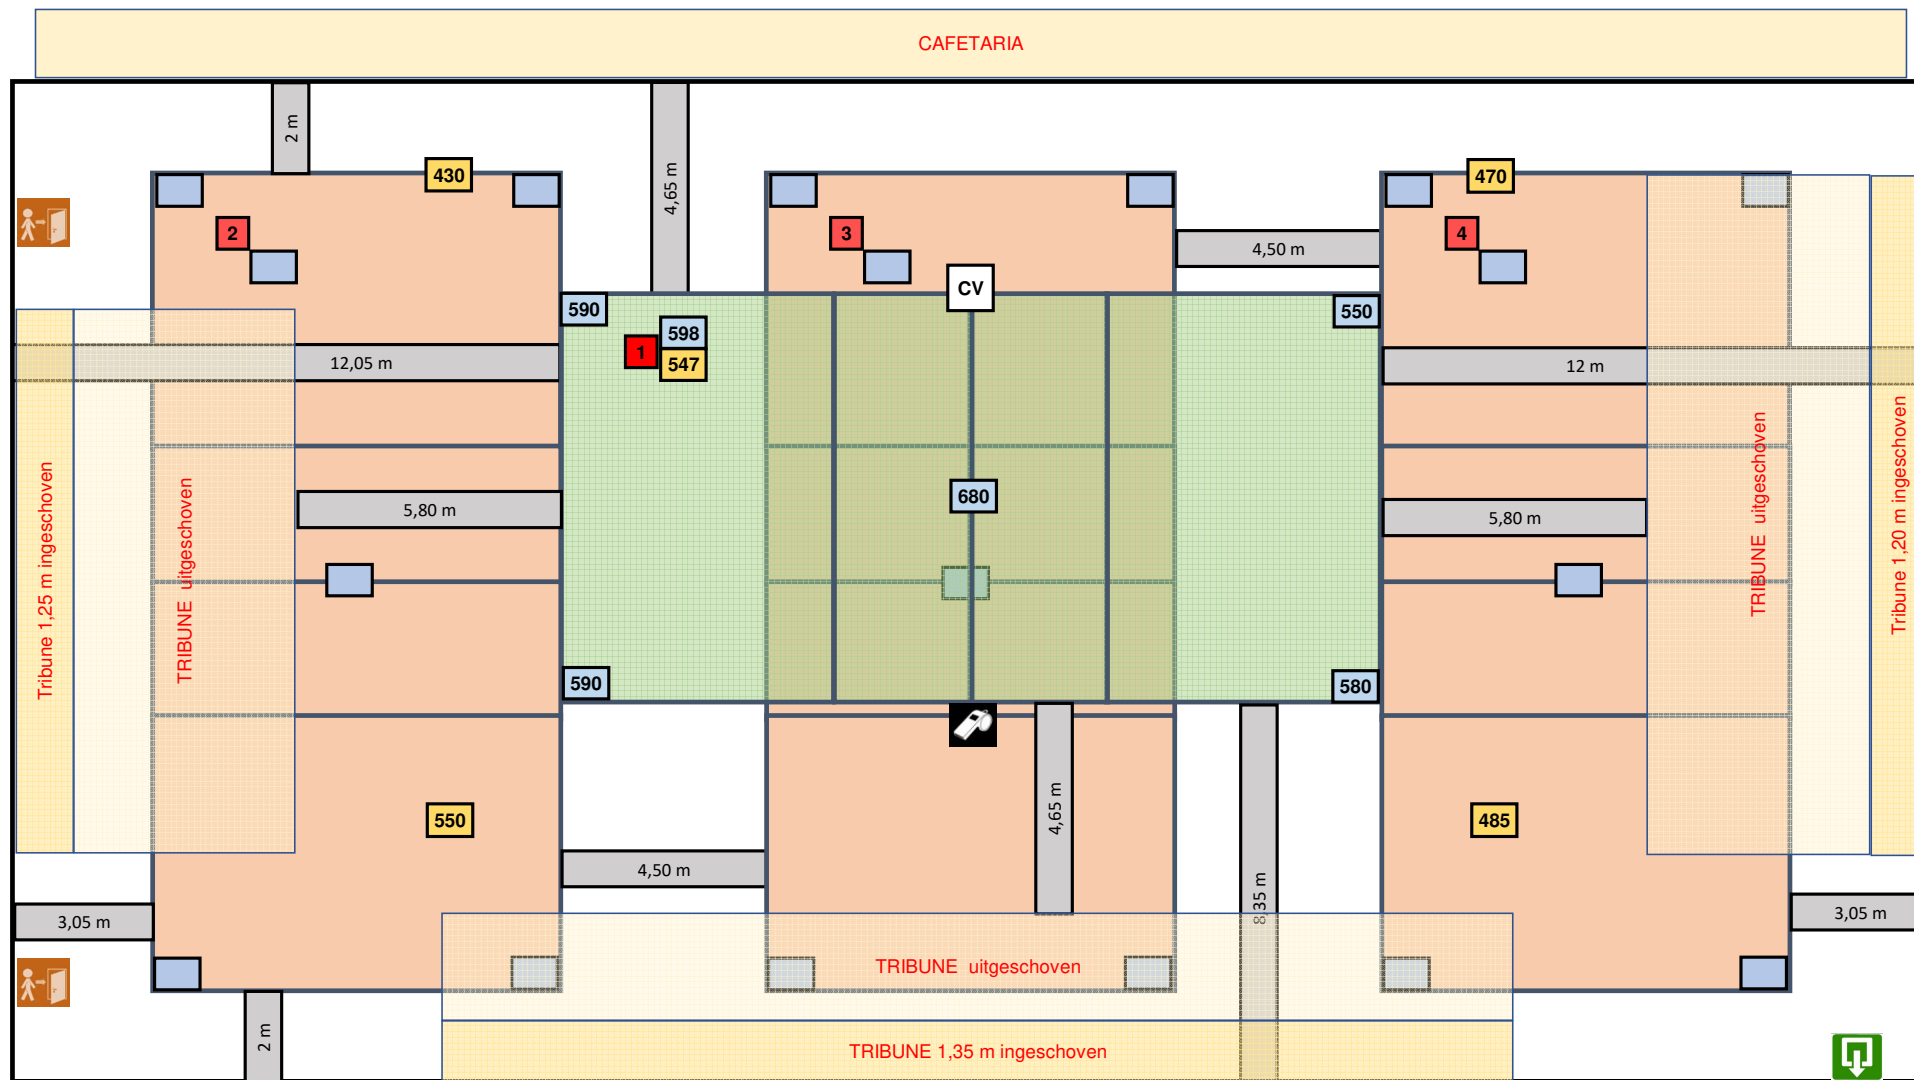 CAFETARIA
2 m
4,65 m
430
470
2
3
4
4,50 m
CV
590
550
598
1
547
12,05 m
12 m
680
5,80 m
5,80 m
Tribune 1,25 m ingeschoven
TRIBUNE uitgeschoven
TRIBUNE uitgeschoven
Tribune 1,20 m ingeschoven
590
580
550
4,65 m
485
4,50 m
8,35 m
3,05 m
3,05 m
TRIBUNE uitgeschoven
2 m
TRIBUNE 1,35 m ingeschoven